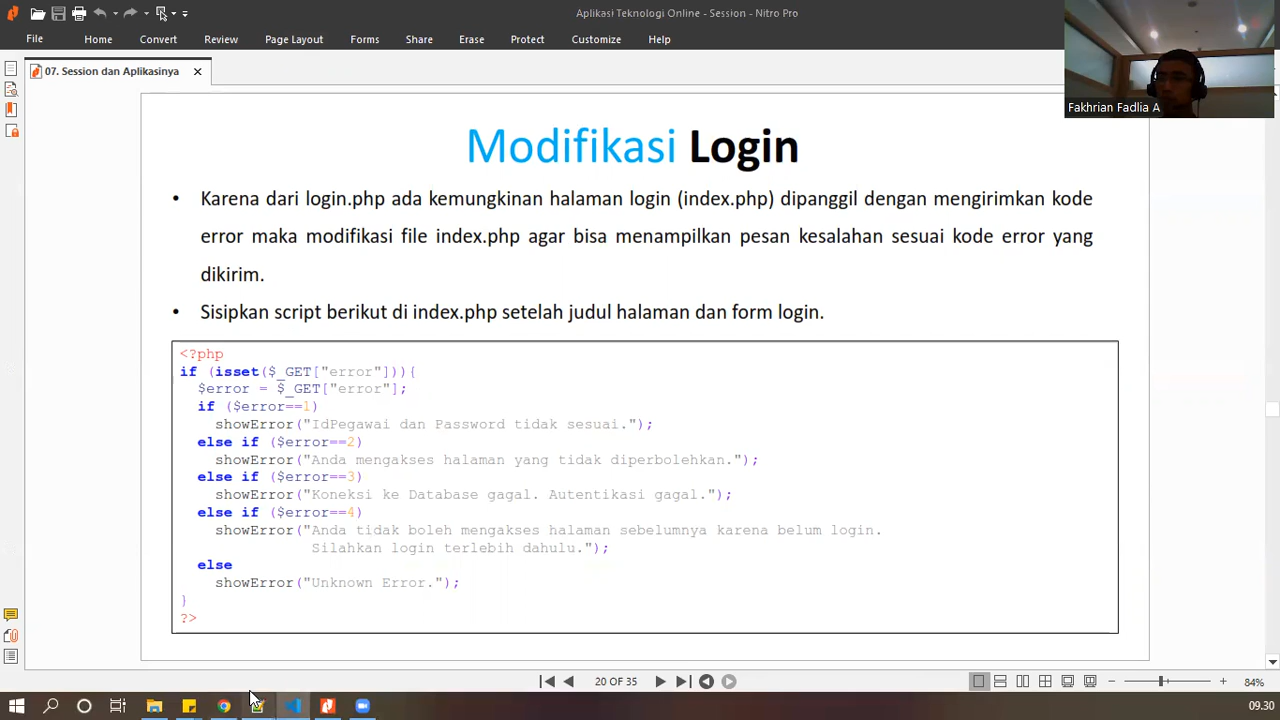 Aplikasi Teknologi Online - Session - Nitro Pro
File Home Convert Review Page Layout Forms Share Erase Protect Customize Help
07. Session dan Aplikasinya
Fakhrian Fadlia A
Modifikasi Login
• Karena dari login.php ada kemungkinan halaman login (index.php) dipanggil dengan mengirimkan kode
error maka modifikasi file index.php agar bisa menampilkan pesan kesalahan sesuai kode error yang
dikirim.
• Sisipkan script berikut di index.php setelah judul halaman dan form login.
<?php
if (isset($_GET["error"])){
$error = $_GET["error"];
if ($error==1)
showError("IdPegawai dan Password tidak sesuai.");
else if ($error==2)
showError("Anda mengakses halaman yang tidak diperbolehkan.");
else if ($error==3)
showError("Koneksi ke Database gagal. Autentikasi gagal.");
else if ($error==4)
showError("Anda tidak boleh mengakses halaman sebelumnya karena belum login.
Silahkan login terlebih dahulu.");
else
showError("Unknown Error.");
}
?>
20 OF 35
84%
09.30